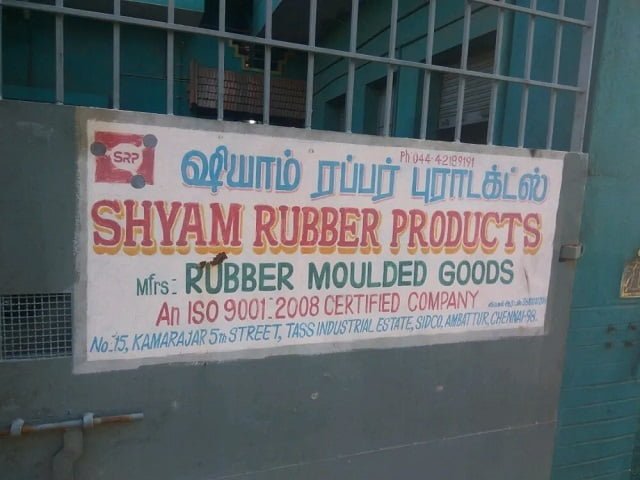 SRP
Ph 044-42189191
ஷியாம் ரப்பர் புராடக்ட்ஸ்
SHYAM RUBBER PRODUCTS
Mfrs:- RUBBER MOULDED GOODS
An ISO 9001-2008 CERTIFIED COMPANY
No-15, KAMARAJAR 5th STREET, TASS INDUSTRIAL ESTATE, SIDCO, AMBATTUR, CHENNAI-98.